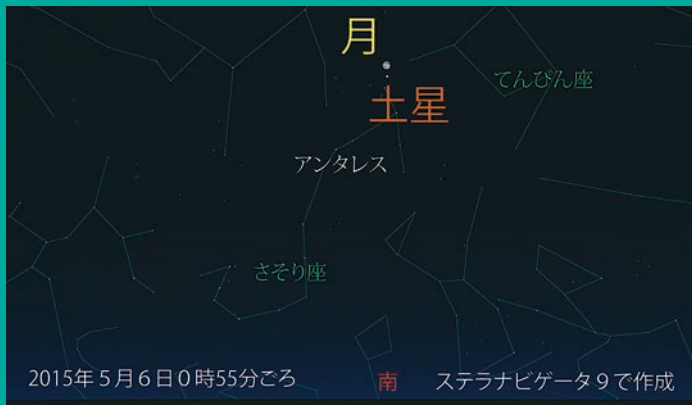 月
てんびん座
土星
アンタレス
さそり座
2015年5月6日0時55分ごろ
南
ステラナビゲータ9で作成